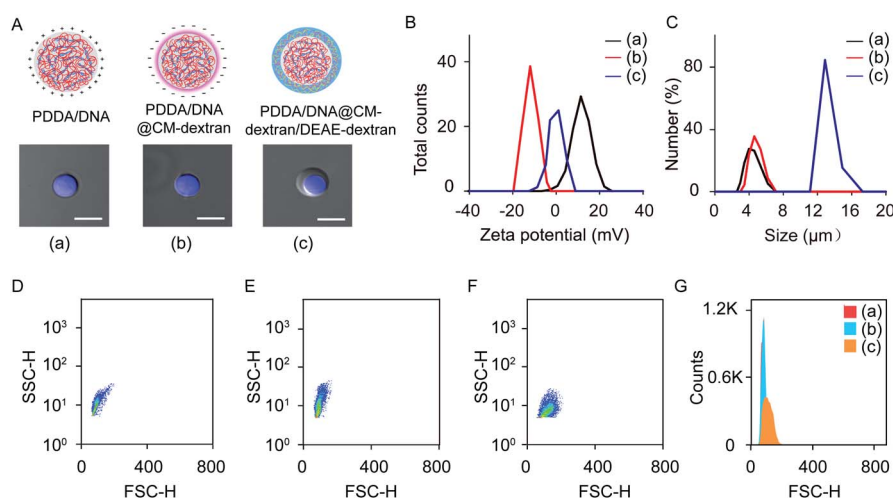 A
PDDA/DNA
PDDA/DNA
@CM-dextran
PDDA/DNA@CM-
dextran/DEAE-dextran
(a)
(b)
(c)
B
Total counts
40
20
0
-40
-20
0
20
40
Zeta potential (mV)
(a)
(b)
(c)
C
Number (%)
80
40
0
0
4
8
12
16
20
Size (μm)
(a)
(b)
(c)
D
SSC-H
10³
10²
10¹
10⁰
0
400
800
FSC-H
E
SSC-H
10³
10²
10¹
10⁰
0
400
800
FSC-H
F
SSC-H
10³
10²
10¹
10⁰
0
400
800
FSC-H
G
Counts
1.2K
0.6K
0
0
400
800
FSC-H
(a)
(b)
(c)